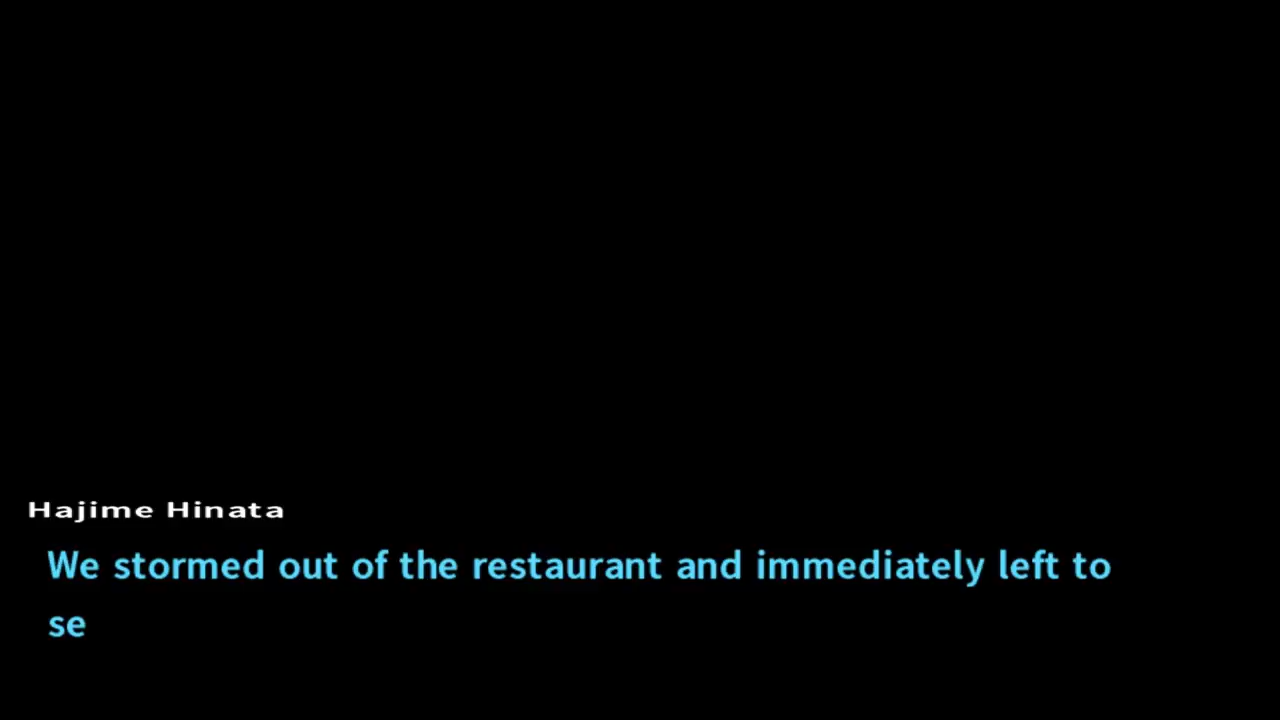 Hajime Hinata
We stormed out of the restaurant and immediately left to
se